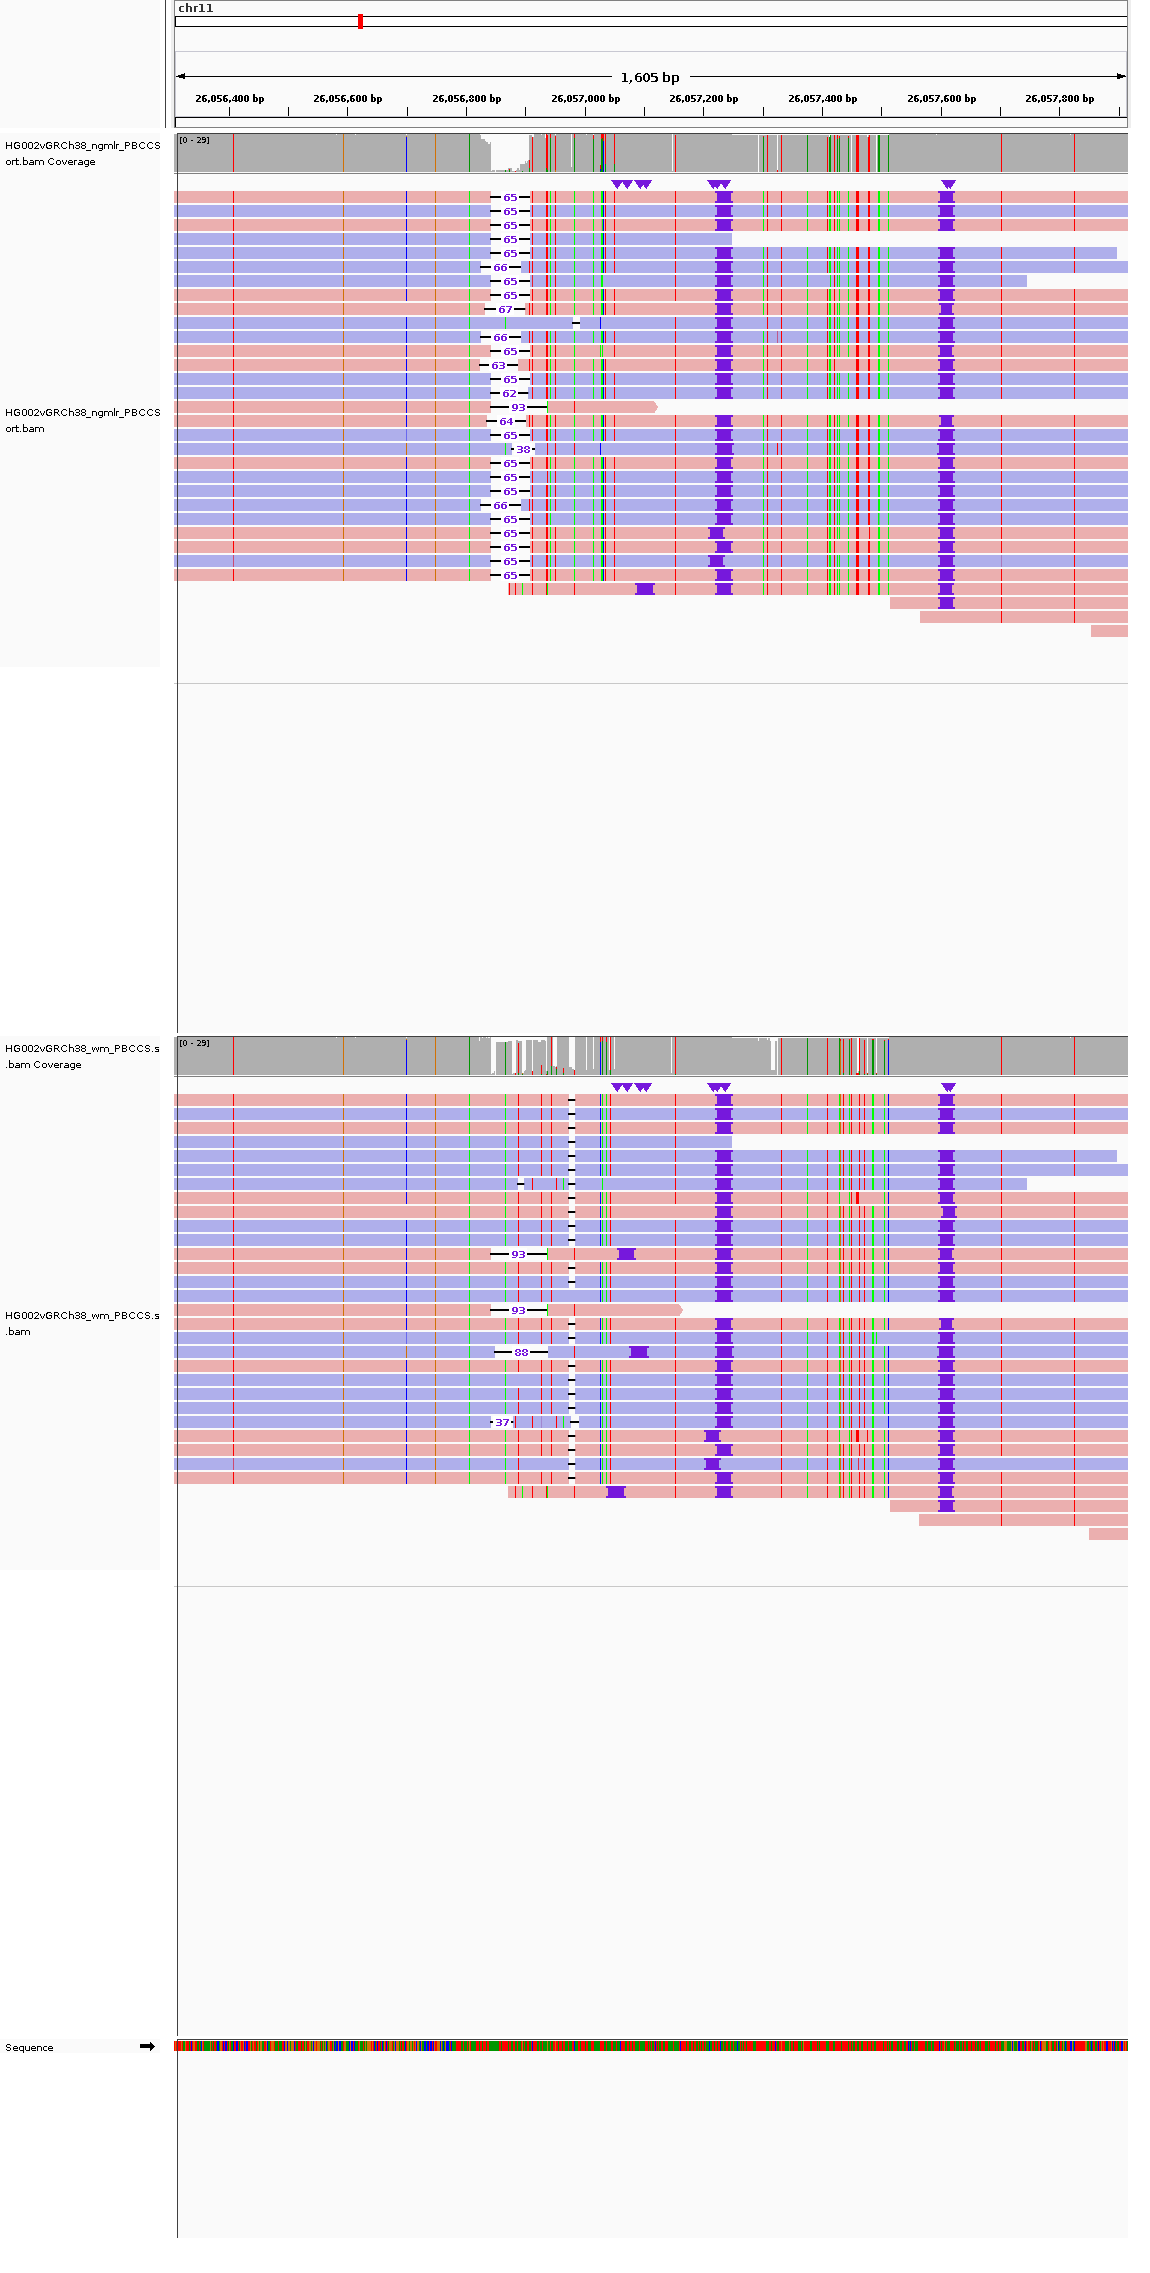 chr11
1,605 bp
26,056,400 bp 26,056,600 bp 26,056,800 bp 26,057,000 bp 26,057,200 bp 26,057,400 bp 26,057,600 bp 26,057,800 bp
HG002vGRCh38_ngmlr_PBCCS
ort.bam Coverage
[0 - 29]
65
65
65
65
65
66
65
65
67
66
65
63
65
62
93
HG002vGRCh38_ngmlr_PBCCS
ort.bam
64
65
38
65
65
65
66
65
65
65
65
65
HG002vGRCh38_wm_PBCCS.s
.bam Coverage
[0 - 29]
93
93
HG002vGRCh38_wm_PBCCS.s
.bam
88
37
Sequence